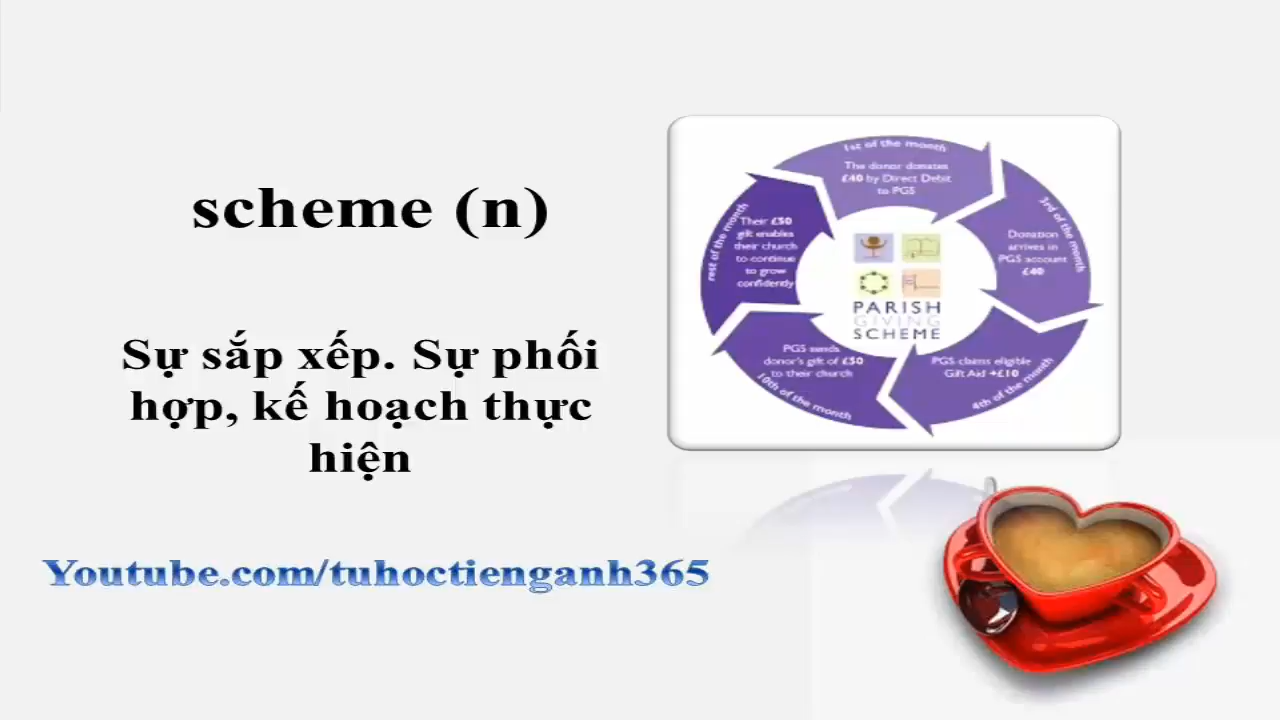 scheme (n)
Sự sắp xếp. Sự phối
hợp, kế hoạch thực
hiện
Youtube.com/tuhoctienganh365
1st of the month
The donor donates
£40 by Direct Debit
to PGS
3rd of the month
Donation
arrives in
PGS account
£40
4th of the month
PGS claims eligible
Gift Aid +£10
10th of the month
PGS sends
donor's gift of £50
to their church
rest of the month
Their £50
gift enables
their church
to continue
to grow
confidently
PARISH
GIVING
SCHEME